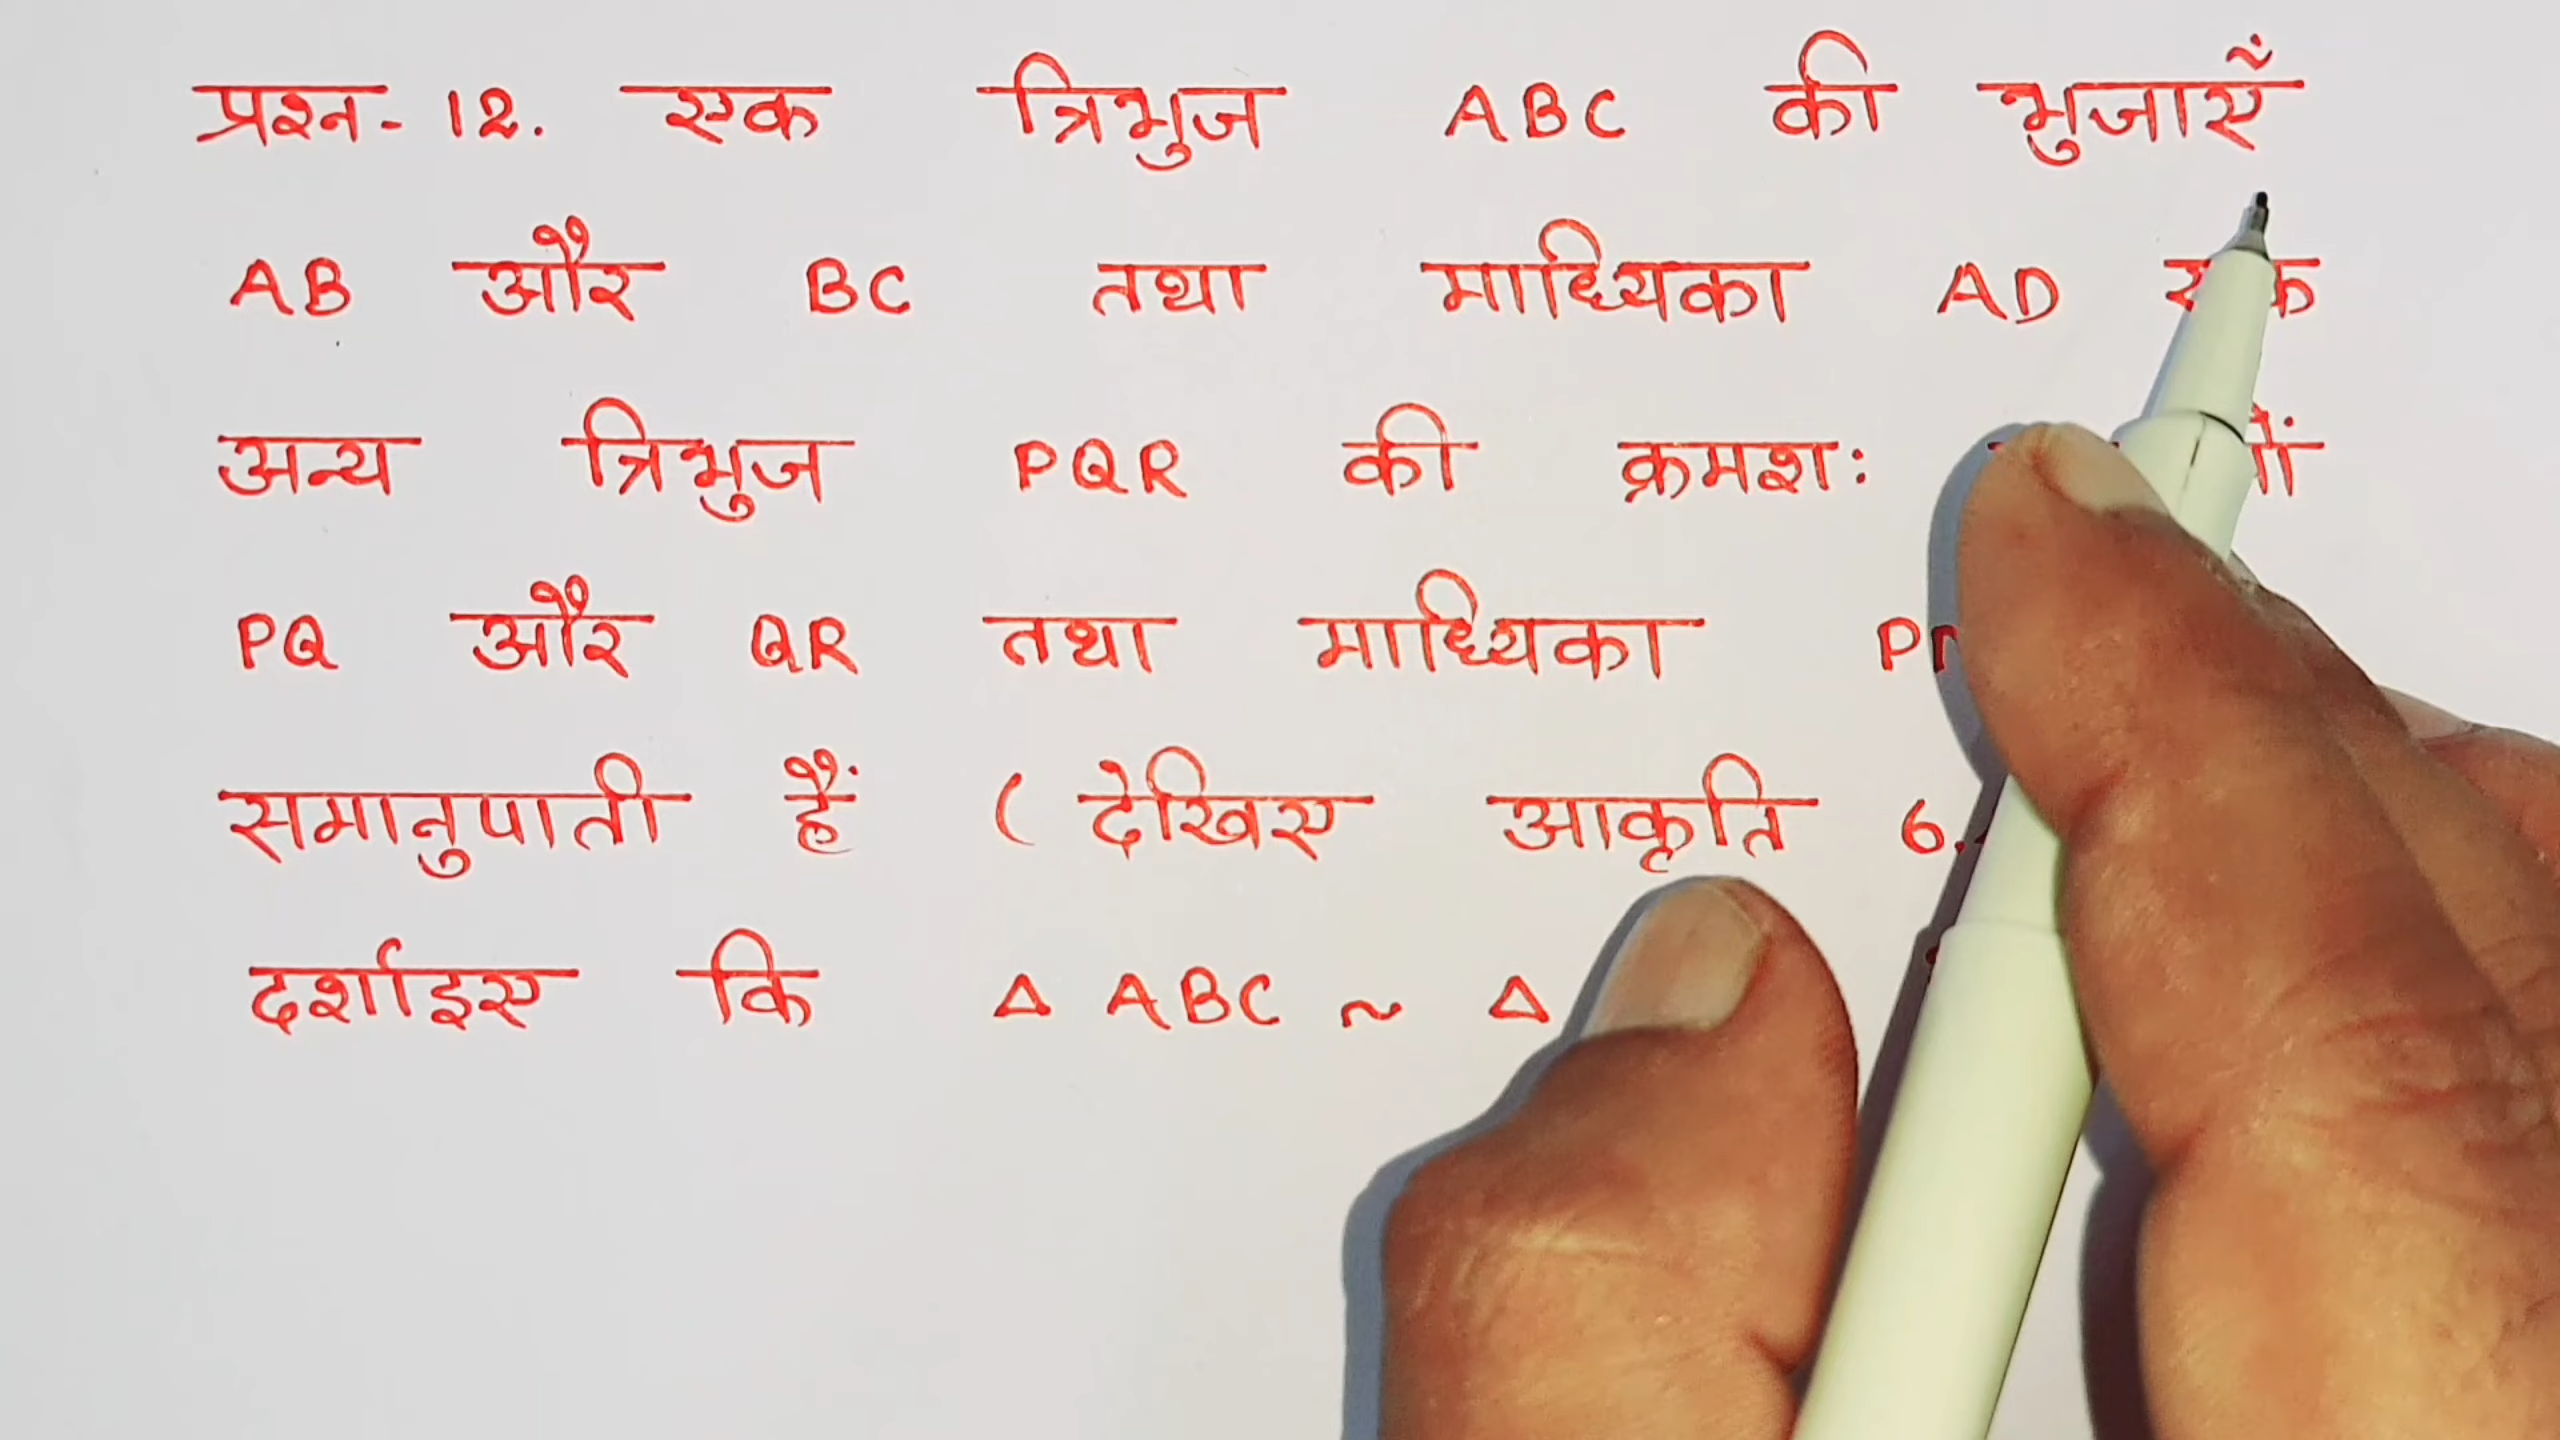 प्रश्न- 12. एक त्रिभुज ABC की भुजाएँ
AB और BC तथा माध्यिका AD
अन्य त्रिभुज PQR की क्रमशः
PQ और QR तथा माध्यिका
समानुपाती हैं ( देखिए आकृति
दर्शाइए कि Δ ABC ~ Δ